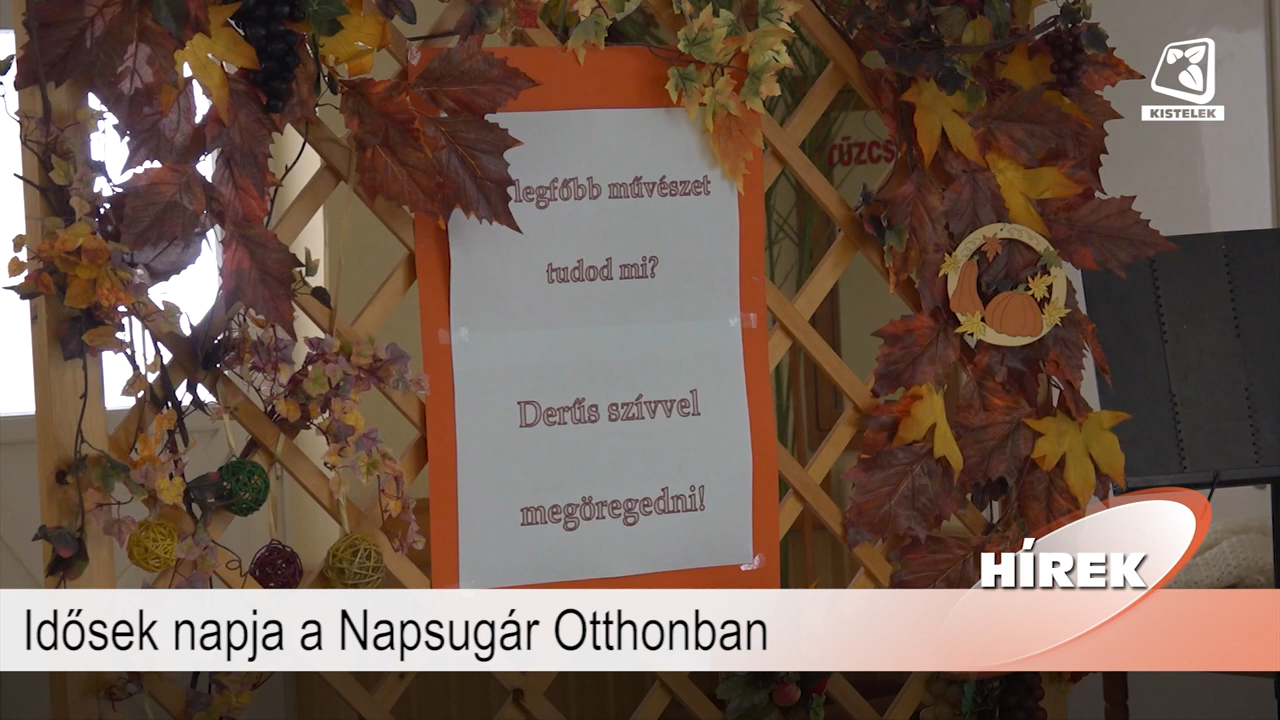 KISTELEK
legfőbb művészet
tudod mi?
Derűs szívvel
megöregedni!
HÍREK
Idősek napja a Napsugár Otthonban